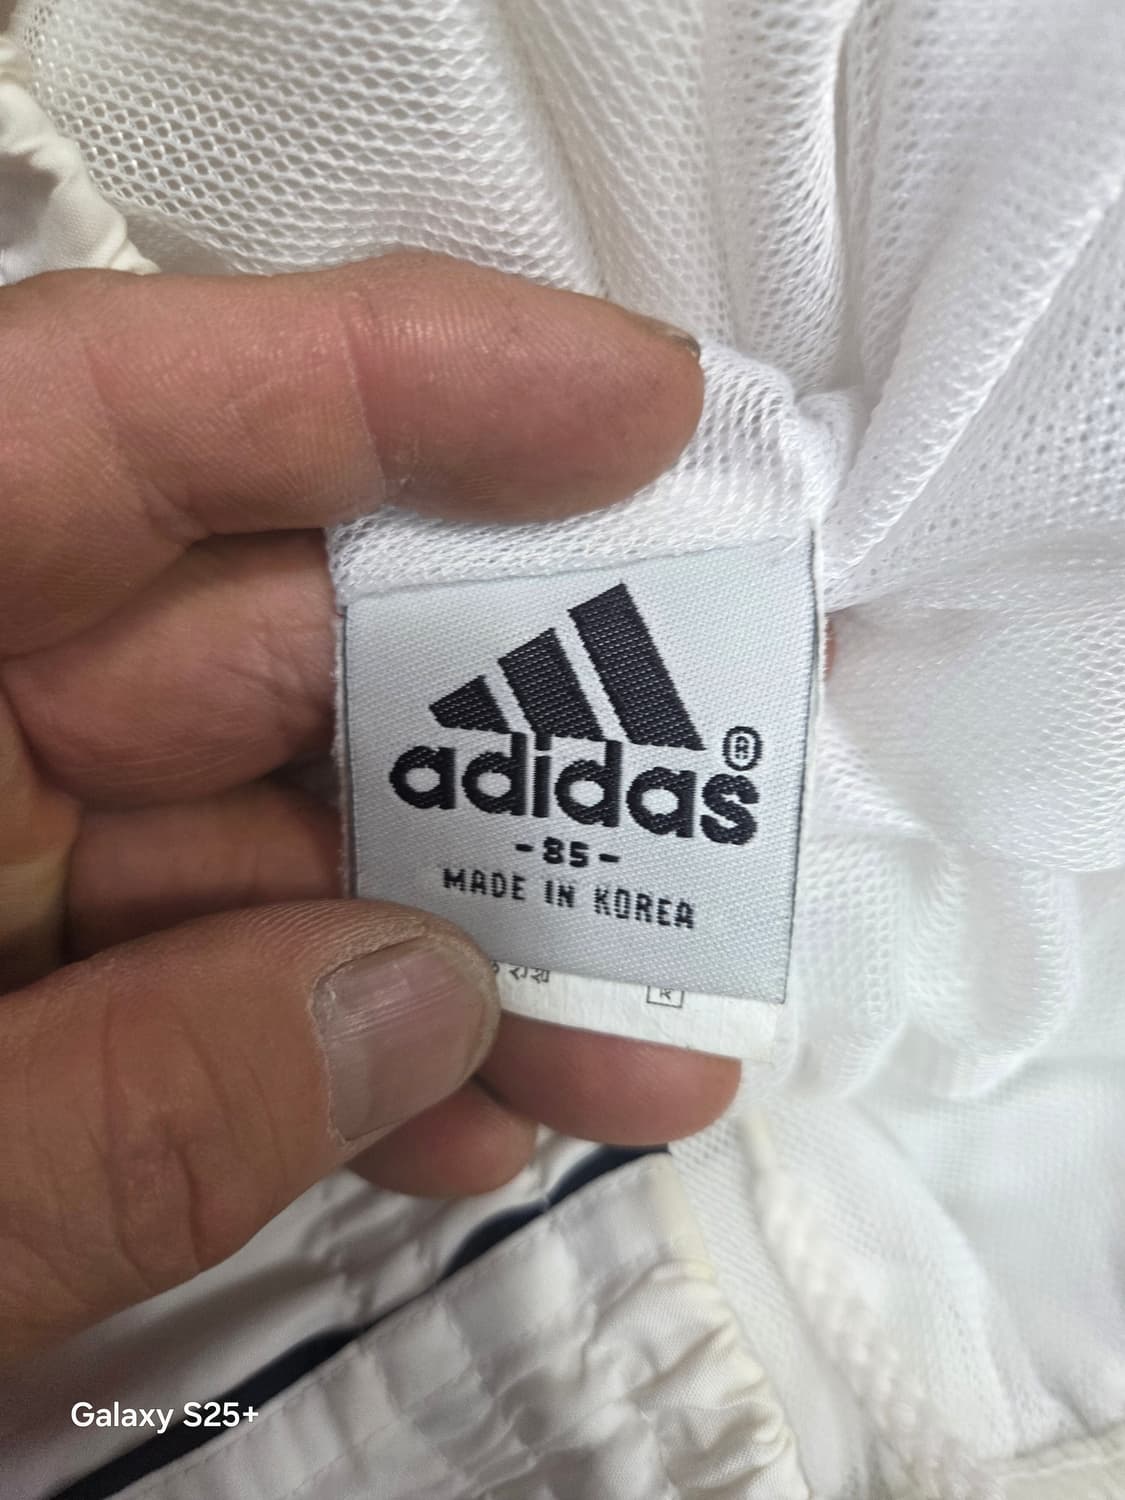 adidas®
-85-
MADE IN KOREA
Galaxy S25+